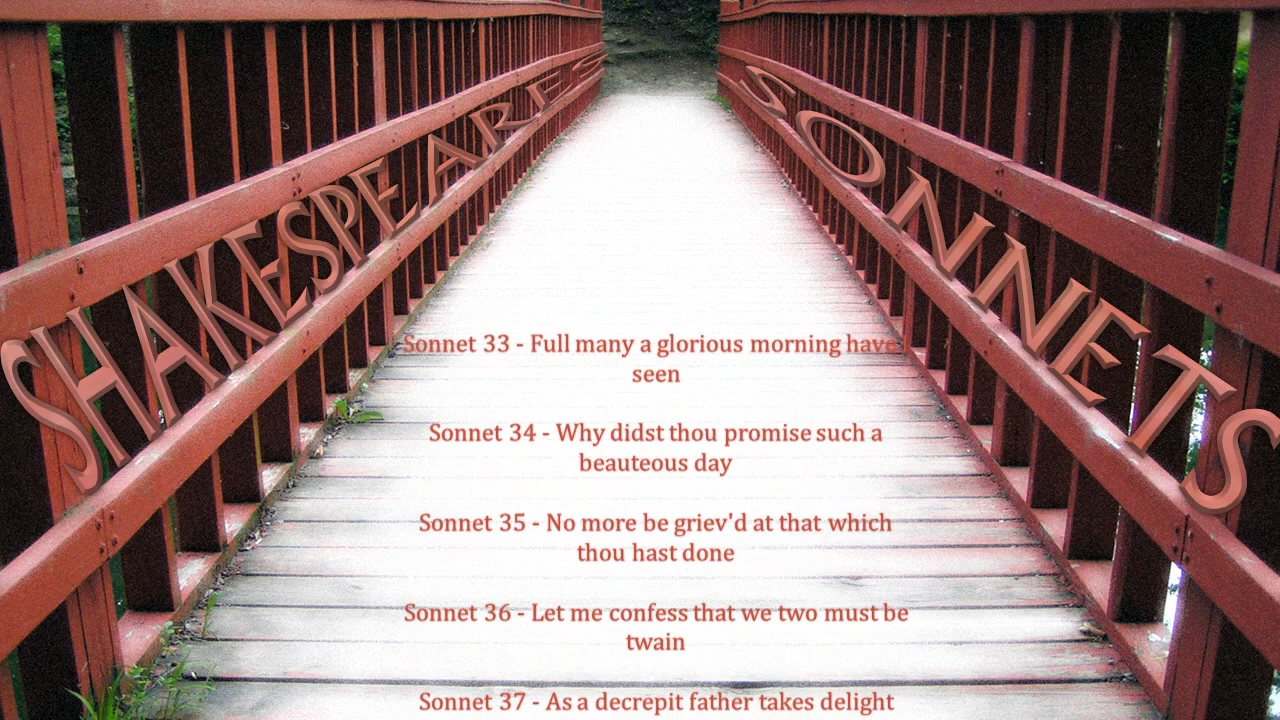 SHAKESPEARE'S
SONNETS
Sonnet 33 - Full many a glorious morning have
seen
Sonnet 34 - Why didst thou promise such a
beauteous day
Sonnet 35 - No more be griev'd at that which
thou hast done
Sonnet 36 - Let me confess that we two must be
twain
Sonnet 37 - As a decrepit father takes delight